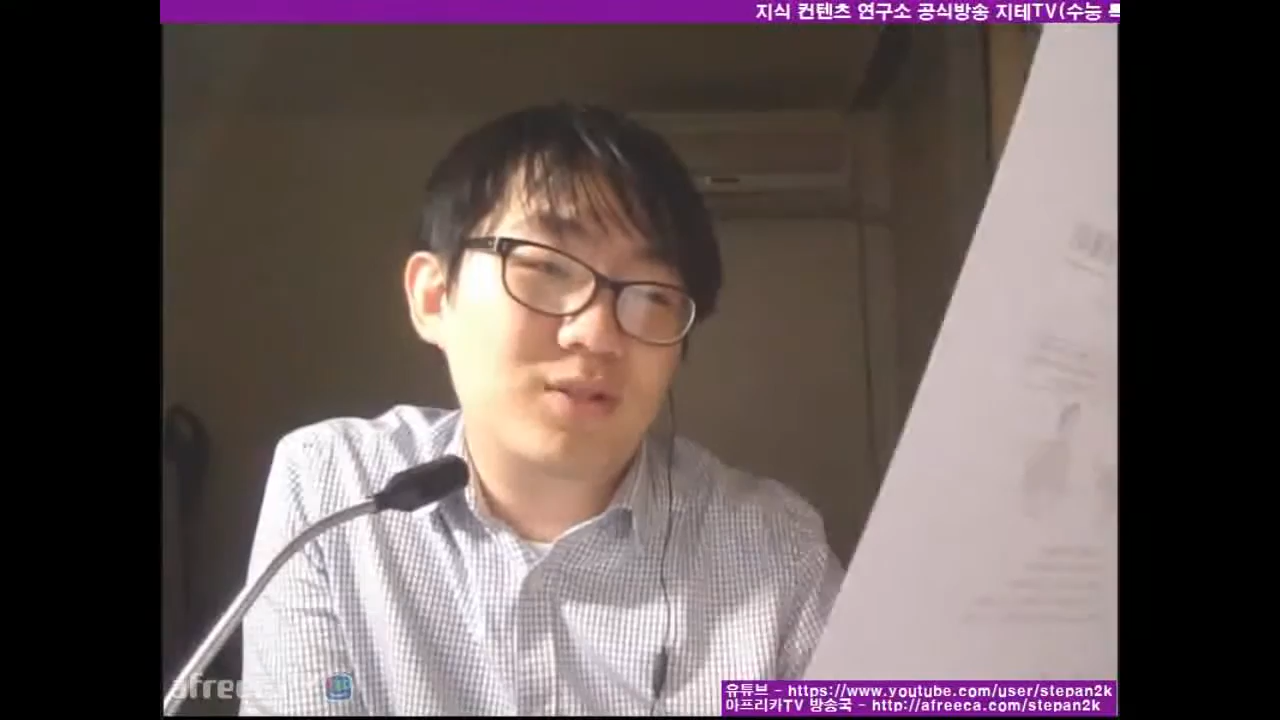 지식 컨텐츠 연구소 공식방송 지테TV(수능
afreeca
유튜브 - https://www.youtube.com/user/stepan2k
아프리카TV 방송국 - http://afreeca.com/stepan2k